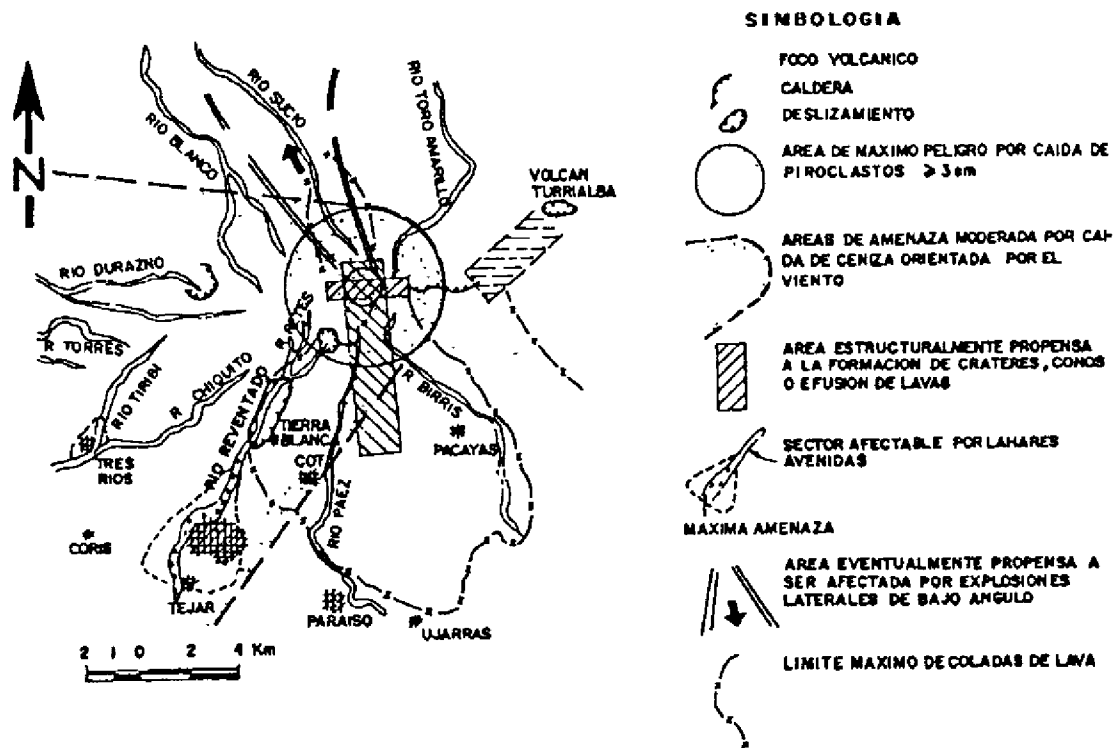 SIMBOLOGIA
FOCO VOLCANICO
CALDERA
DESLIZAMIENTO
AREA DE MAXIMO PELIGRO POR CAIDA DE
PIROCLASTOS ⩾ 3cm
AREAS DE AMENAZA MODERADA POR CAI-
DA DE CENIZA ORIENTADA POR EL
VIENTO
AREA ESTRUCTURALMENTE PROPENSA
A LA FORMACION DE CRATERES, CONOS
O EFUSION DE LAVAS
SECTOR AFECTABLE POR LAHARES
AVENIDAS
MAXIMA AMENAZA
AREA EVENTUALMENTE PROPENSA A
SER AFECTADA POR EXPLOSIONES
LATERALES DE BAJO ANGULO
LIMITE MAXIMO DE COLADAS DE LAVA
N
RIO SUCIO
RIO BLANCO
RIO TORO AMARILLO
VOLCAN
TURRIALBA
RIO DURAZNO
R TORRES
RIO TIRIBI
R CHIQUITO
R RETES
RIO REVENTADO
R BIRRIS
TIERRA
BLANC
COT
PACAYAS
TRES
RIOS
RIO PAEZ
CORIS
TEJAR
PARAISO
UJARRAS
2 1 0 2 4 Km